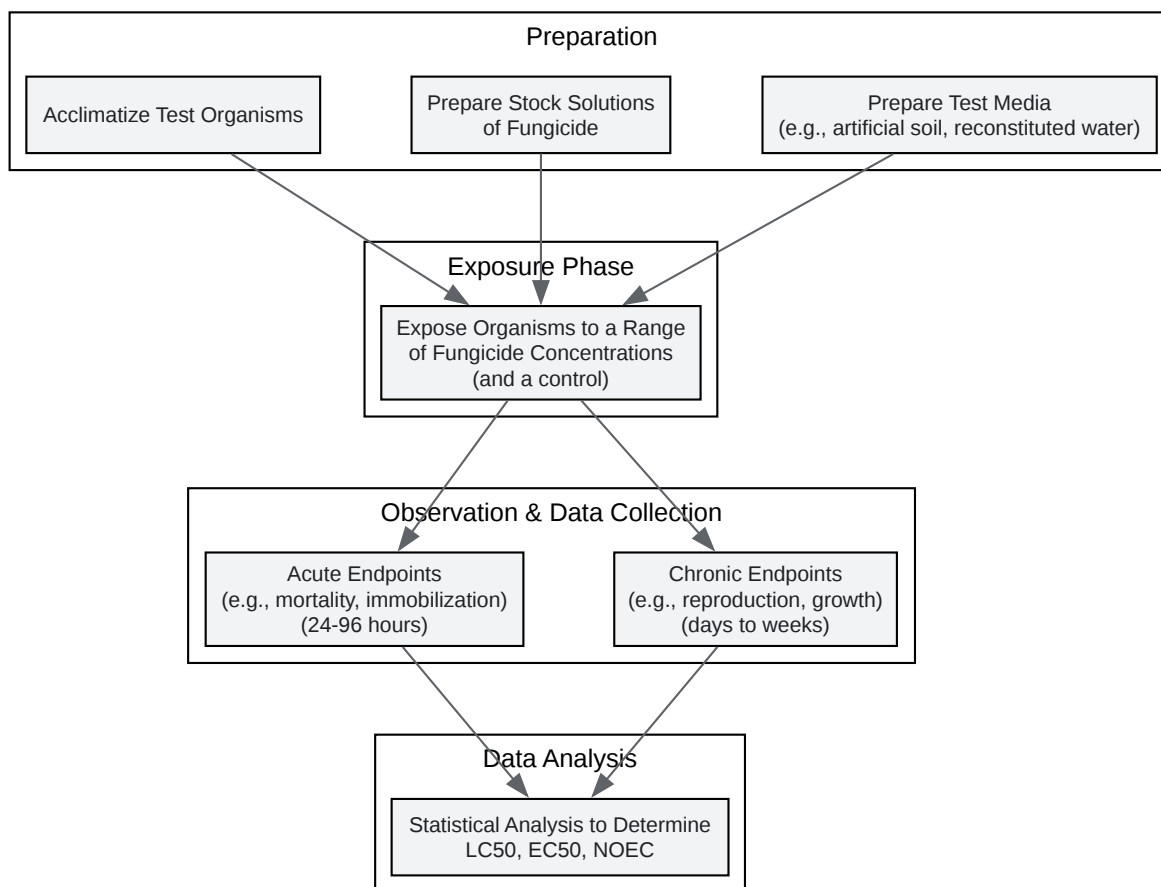 Preparation
Acclimatize Test Organisms
Prepare Stock Solutions
of Fungicide
Prepare Test Media
(e.g., artificial soil, reconstituted water)
Exposure Phase
Expose Organisms to a Range
of Fungicide Concentrations
(and a control)
Observation & Data Collection
Acute Endpoints
(e.g., mortality, immobilization)
(24-96 hours)
Chronic Endpoints
(e.g., reproduction, growth)
(days to weeks)
Data Analysis
Statistical Analysis to Determine
LC50, EC50, NOEC